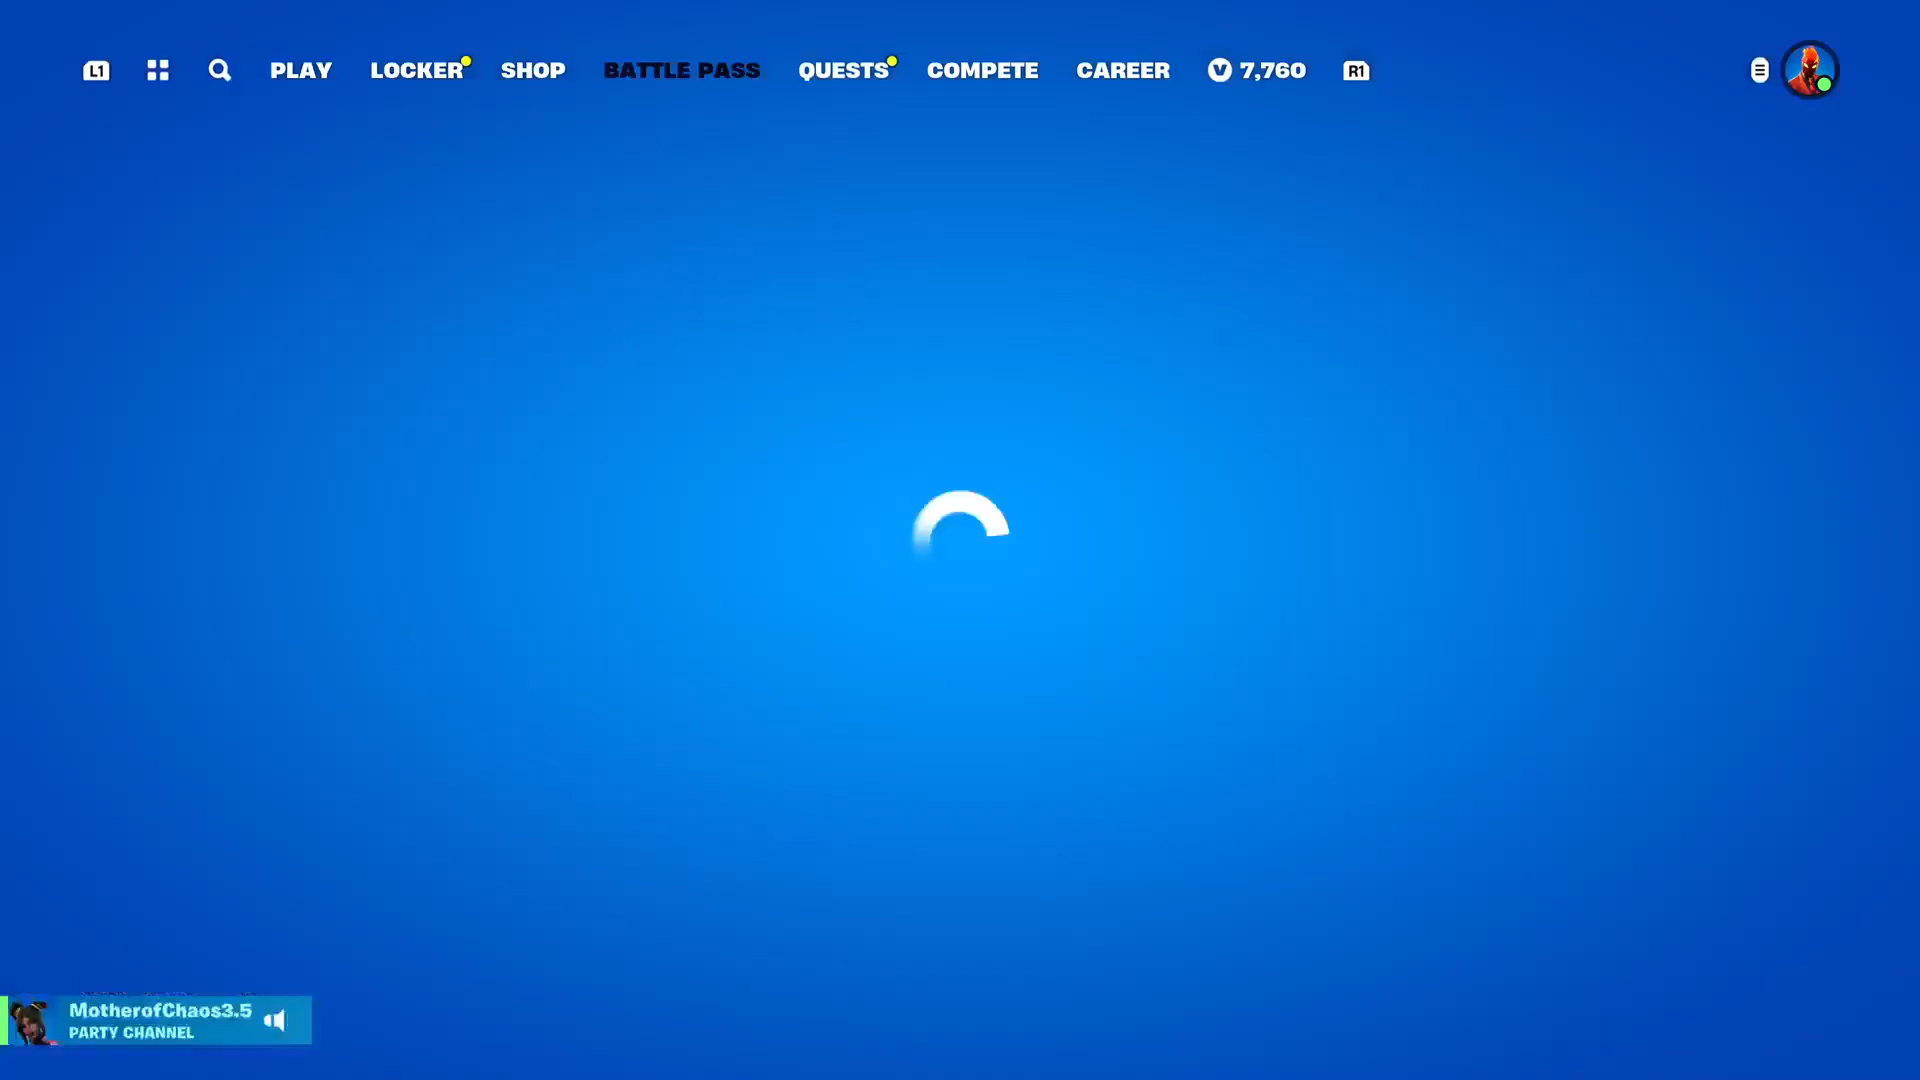 L1 PLAY LOCKER SHOP BATTLE PASS QUESTS COMPETE CAREER V 7,760 R1
MotherofChaos3.5
PARTY CHANNEL